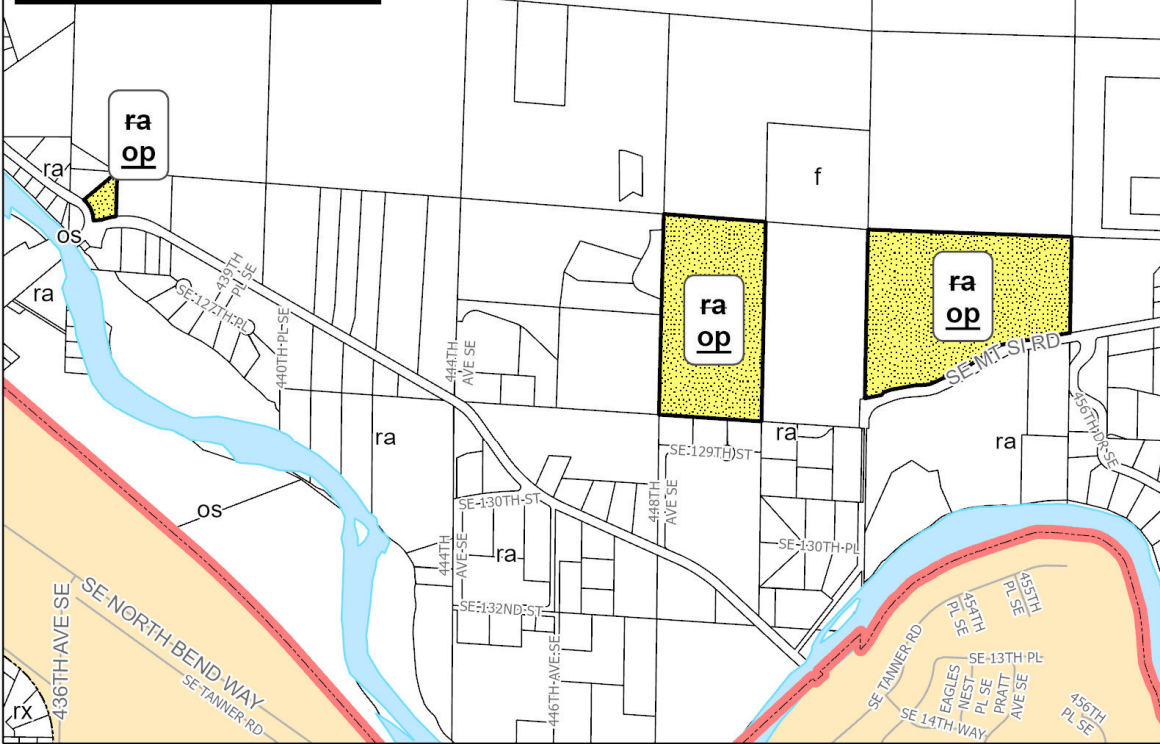 ra
op
ra
f
os
ra
439TH
PL SE
SE 127TH PL
440TH PL SE
444TH
AVE SE
ra
op
ra
op
SE MT SI RD
456TH DR SE
ra
ra
ra
SE 129TH ST
448TH
AVE SE
SE 130TH ST
os
444TH
AVE SE
ra
SE 130TH PL
SE 132ND ST
446TH AVE SE
436TH AVE SE
SE NORTH BEND WAY
SE TANNER RD
rx
SE TANNER RD
454TH
PL SE
455TH
PL SE
SE 13TH PL
EAGLES
NEST
PL SE
PRATT
AVE SE
SE 14TH WAY
456TH
PL SE